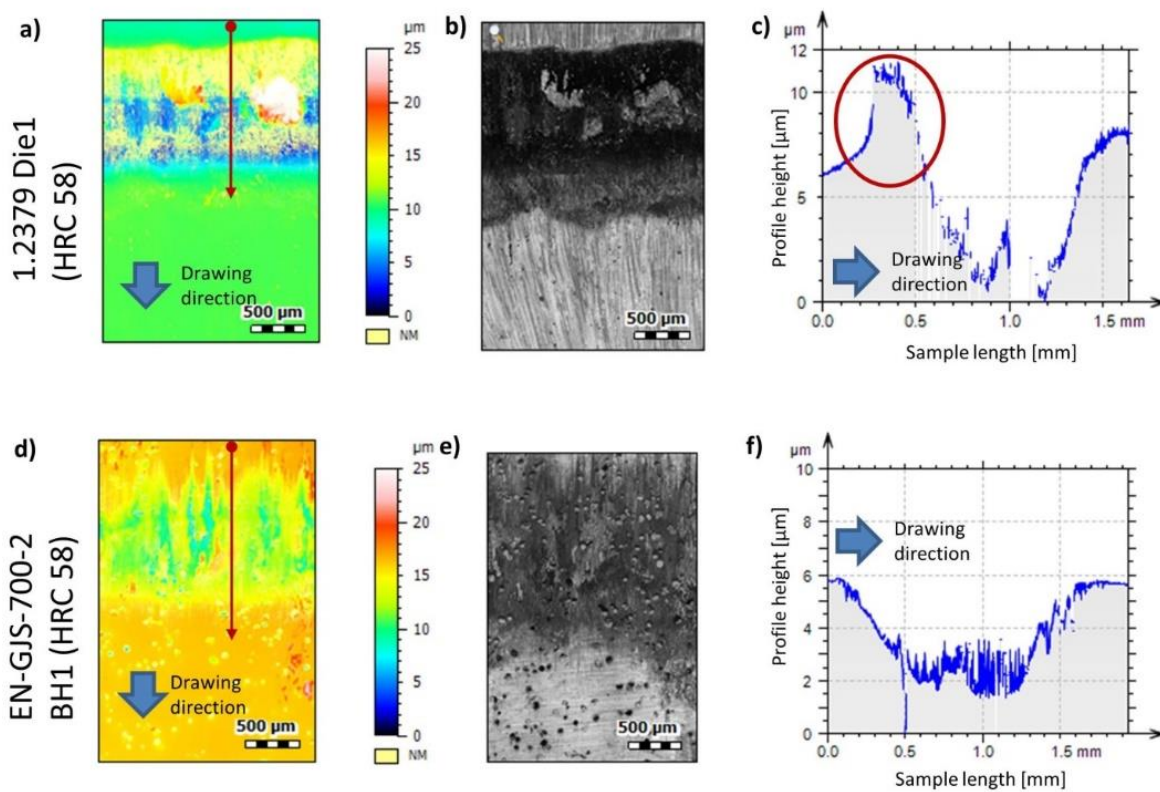 a)
µm
25
20
15
10
5
0
NM
Drawing
direction
500 µm
1.2379 Die1
(HRC 58)
b)
500 µm
c)
µm
12
10
5
0
Profile height [µm]
Drawing
direction
0.0
0.5
1.0
1.5 mm
Sample length [mm]
d)
µm
25
20
15
10
5
0
NM
Drawing
direction
500 µm
EN-GJS-700-2
BH1 (HRC 58)
e)
500 µm
f)
µm
10
8
6
4
2
0
Profile height [µm]
Drawing
direction
0.0
0.5
1.0
1.5 mm
Sample length [mm]